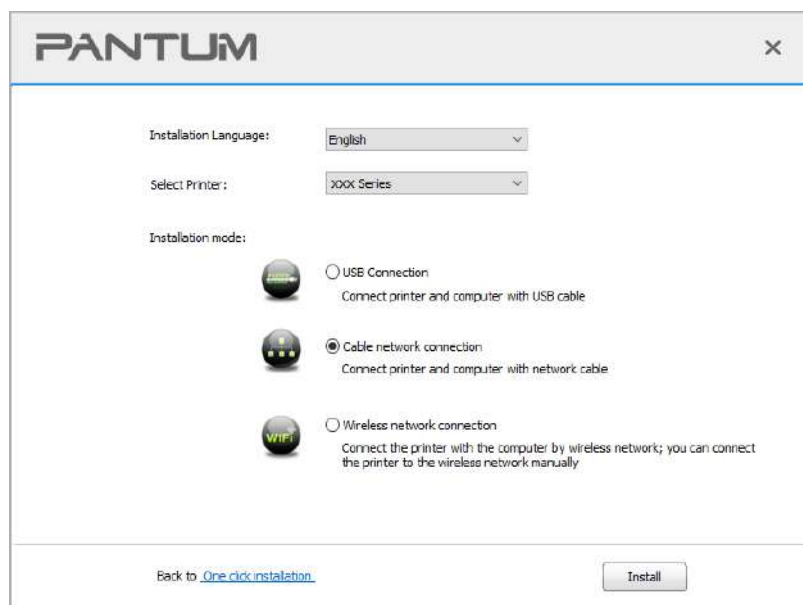 PANTUM
Installation Language:
English
Select Printer:
XXX Series
Installation mode:
USB Connection
Connect printer and computer with USB cable
Cable network connection
Connect printer and computer with network cable
WiFi
Wireless network connection
Connect the printer with the computer by wireless network; you can connect
the printer to the wireless network manually
Back to One click installation
Install